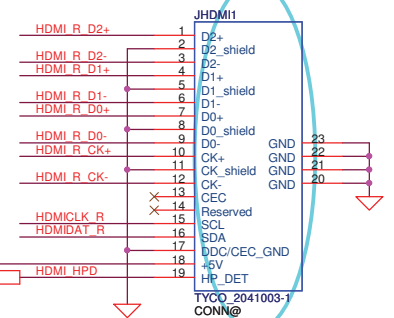 JHDMI1
HDMI_R_D2+ 1 D2+
2 D2_shield
HDMI_R_D2- 3 D2-
HDMI_R_D1+ 4 D1+
5 D1_shield
HDMI_R_D1- 6 D1-
HDMI_R_D0+ 7 D0+
8 D0_shield
HDMI_R_D0- 9 D0- GND 23
HDMI_R_CK+ 10 CK+ GND 22
11 CK_shield GND 21
HDMI_R_CK- 12 CK- GND 20
13 CEC
14 Reserved
HDMICLK_R 15 SCL
HDMIDAT_R 16 SDA
17 DDC/CEC_GND
18 +5V
HDMI_HPD 19 HP_DET
TYCO_2041003-1
CONN@